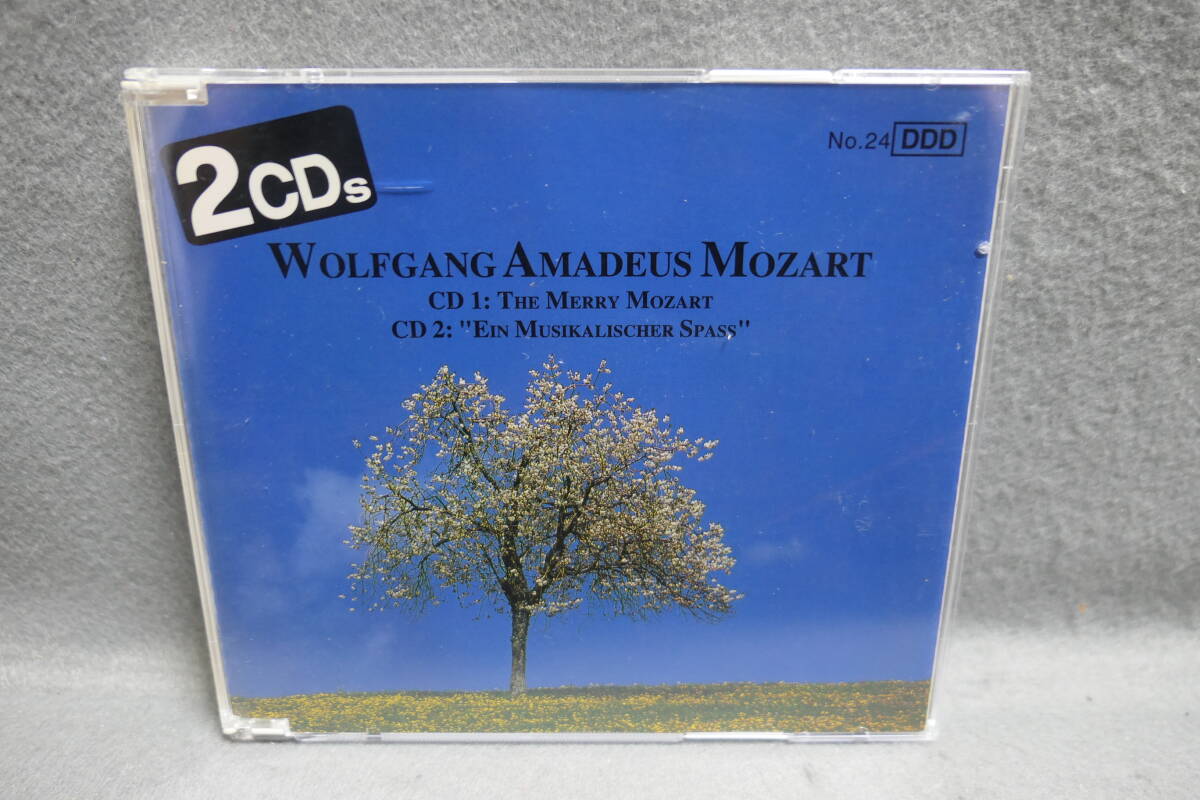 2CDs
No.24 DDD
WOLFGANG AMADEUS MOZART
CD 1: THE MERRY MOZART
CD 2: "EIN MUSIKALISCHER SPASS"